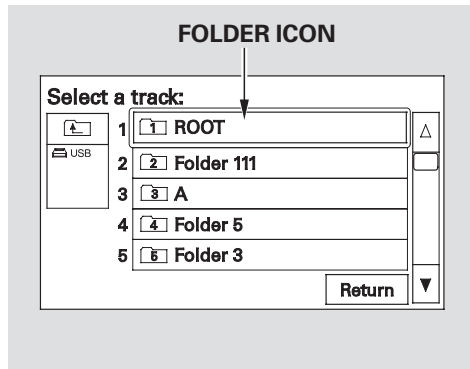 FOLDER ICON
Select a track:
1 1 ROOT
USB
2 2 Folder 111
3 3 A
4 4 Folder 5
5 5 Folder 3
Return